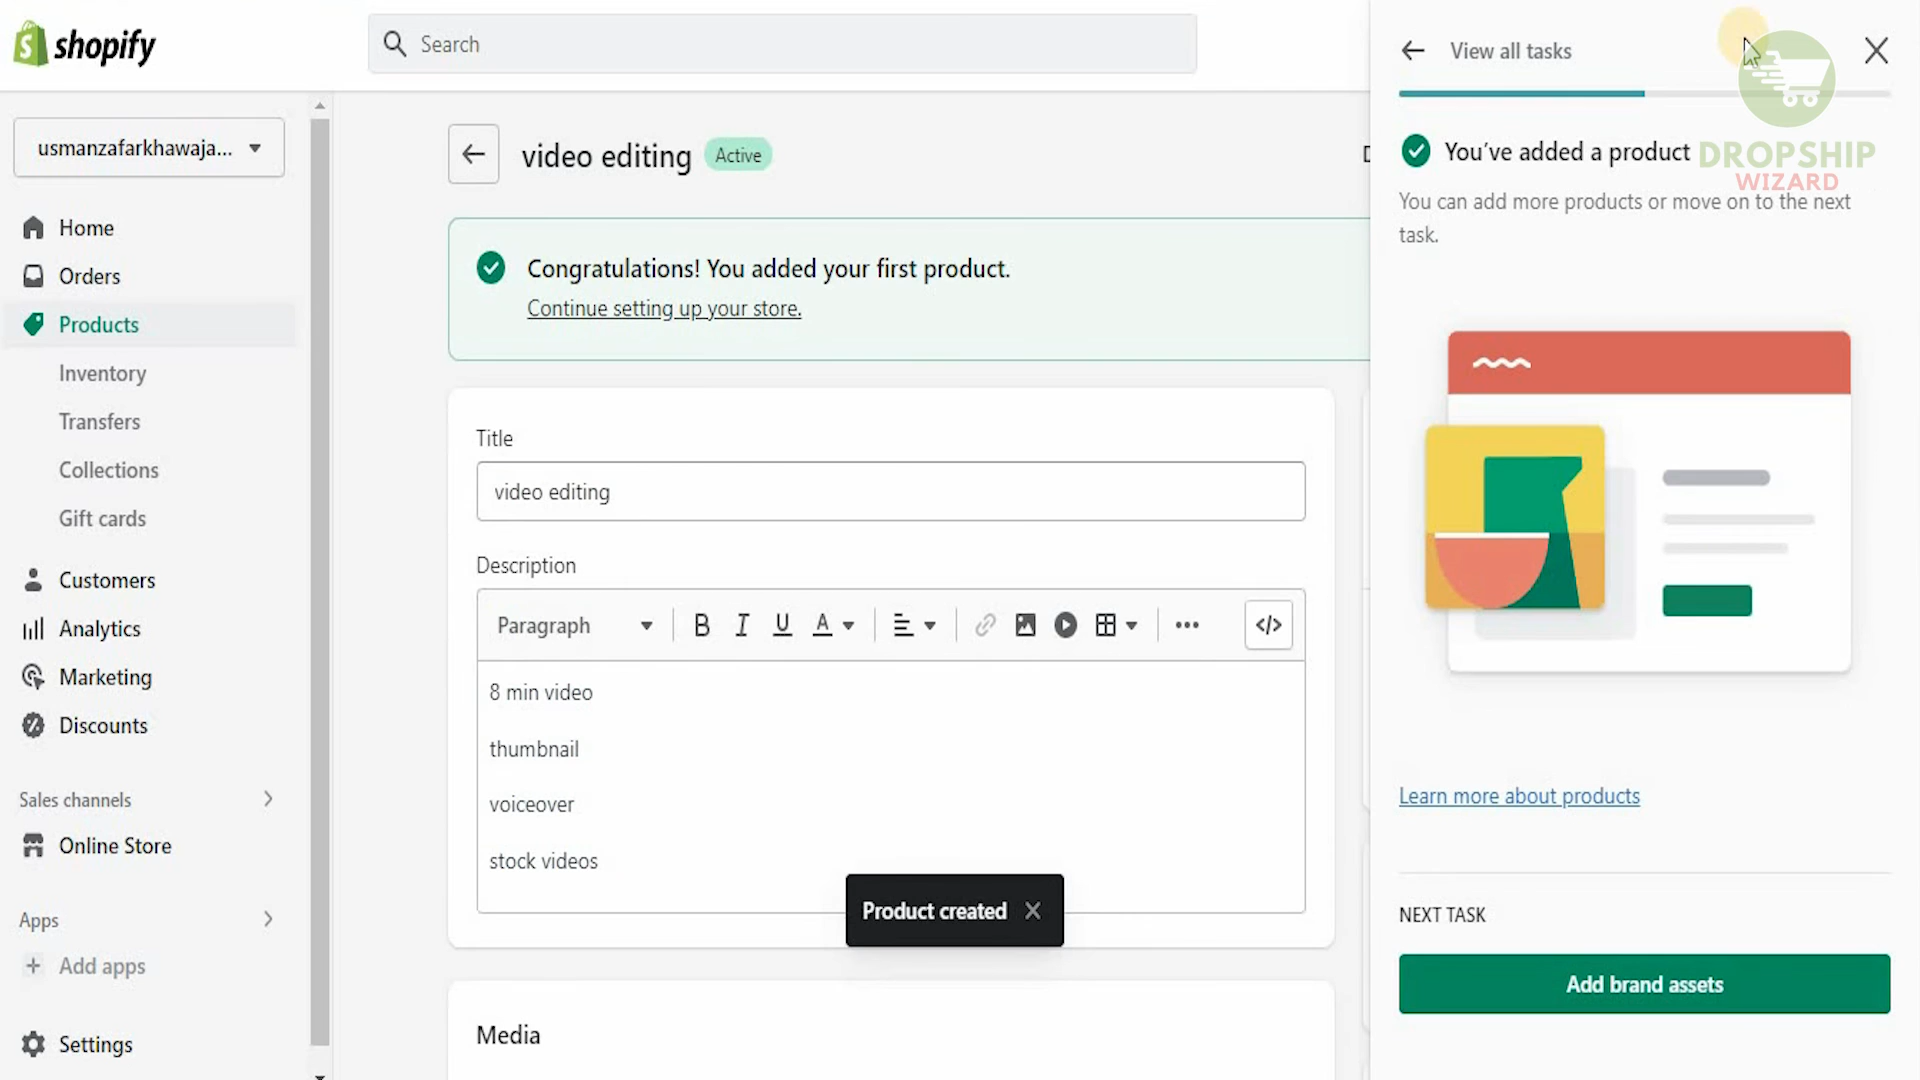 shopify
Search
usmanzafarkhawaja...
Home
Orders
Products
Inventory
Transfers
Collections
Gift cards
Customers
Analytics
Marketing
Discounts
Sales channels
Online Store
Apps
Add apps
Settings
video editing Active
Congratulations! You added your first product.
Continue setting up your store.
Title
video editing
Description
Paragraph
8 min video
thumbnail
voiceover
stock videos
Product created
Media
View all tasks
DROPSHIP
WIZARD
You've added a product
You can add more products or move on to the next
task.
Learn more about products
NEXT TASK
Add brand assets